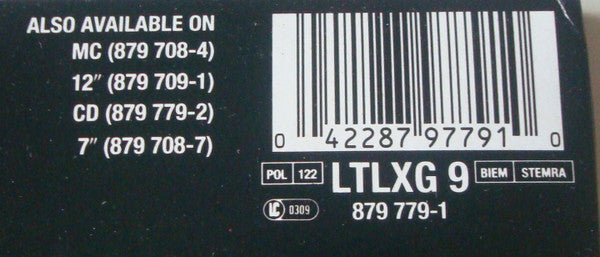 ALSO AVAILABLE ON
MC (879 708-4)
12" (879 709-1)
CD (879 779-2)
7" (879 708-7)
0 42287 97791 0
POL 122 LTLXG 9 BIEM STEMRA
LC 0309 879 779-1